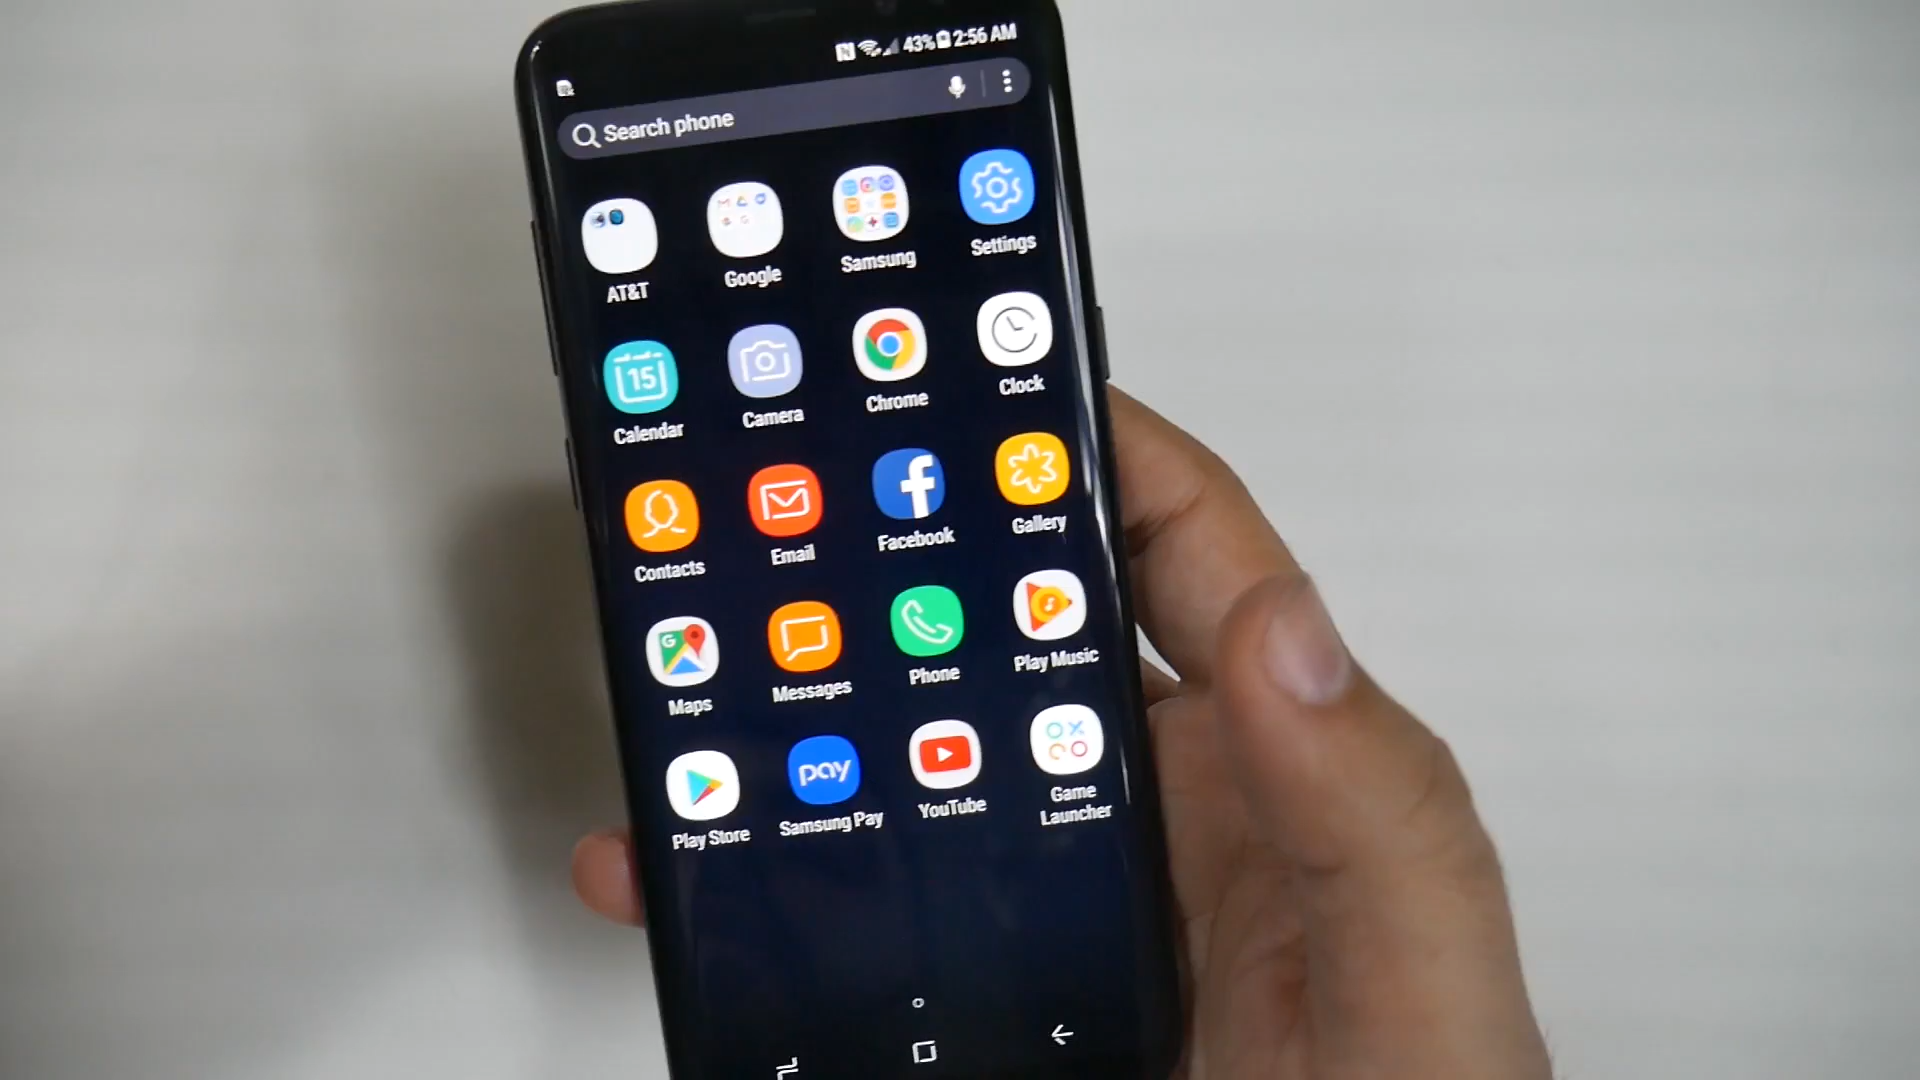 43% 2:56 AM
Search phone
AT&T
Google
Samsung
Settings
15
Calendar
Camera
Chrome
Clock
Contacts
Email
f
Facebook
Gallery
G
Maps
Messages
Phone
Play Music
pay
Play Store
Samsung Pay
YouTube
Game
Launcher